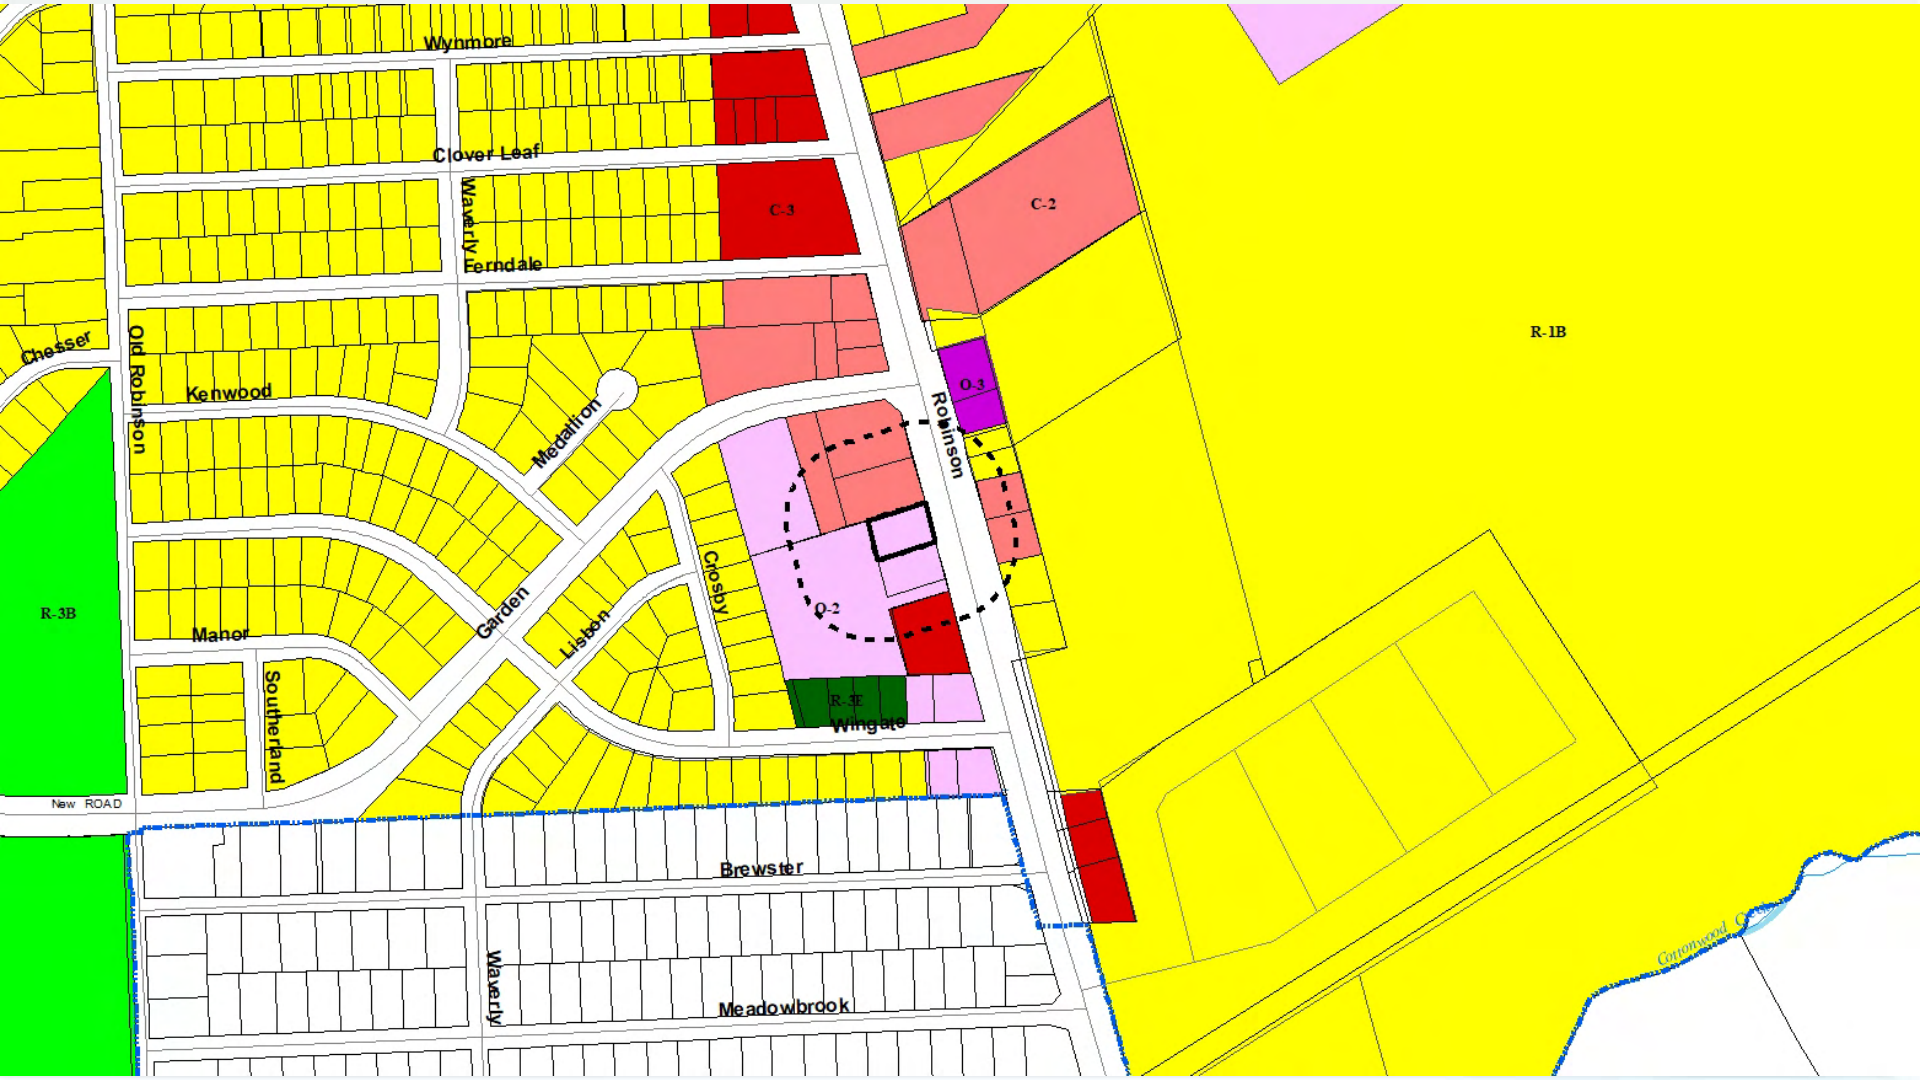 Wynmore
Clover Leaf
Waverly
C-3
C-2
Ferndale
Chesser
Old Robinson
R-1B
Kenwood
O-3
Medallion
Robinson
Crosby
R-3B
O-2
Garden
Lisbon
Manor
Southerland
R-3E
Wingate
New ROAD
Brewster
Cottonwood Creek
Waverly
Meadowbrook